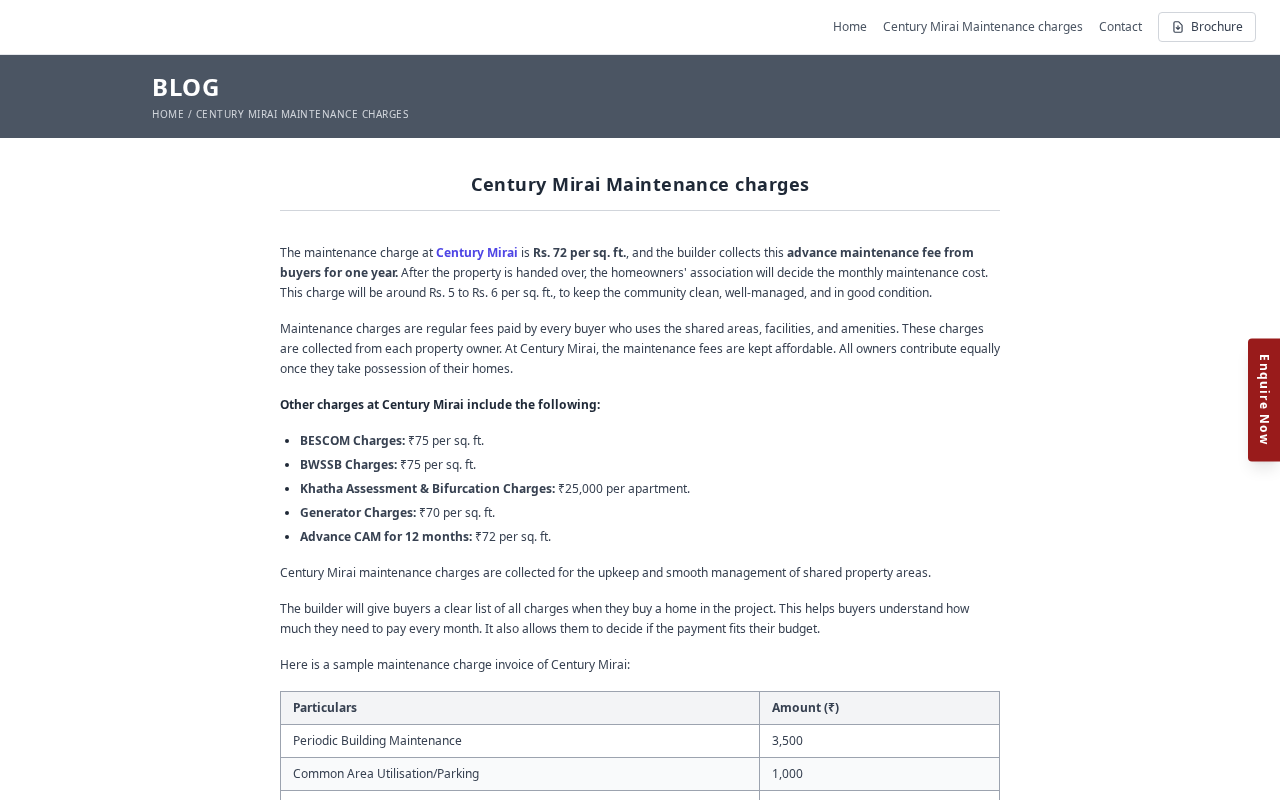 Home Century Mirai Maintenance charges Contact Brochure
BLOG
HOME / CENTURY MIRAI MAINTENANCE CHARGES
Century Mirai Maintenance charges
The maintenance charge at Century Mirai is Rs. 72 per sq. ft., and the builder collects this advance maintenance fee from
buyers for one year. After the property is handed over, the homeowners' association will decide the monthly maintenance cost.
This charge will be around Rs. 5 to Rs. 6 per sq. ft., to keep the community clean, well-managed, and in good condition.
Maintenance charges are regular fees paid by every buyer who uses the shared areas, facilities, and amenities. These charges
are collected from each property owner. At Century Mirai, the maintenance fees are kept affordable. All owners contribute equally
once they take possession of their homes.
Other charges at Century Mirai include the following:
• BESCOM Charges: ₹75 per sq. ft.
• BWSSB Charges: ₹75 per sq. ft.
• Khatha Assessment & Bifurcation Charges: ₹25,000 per apartment.
• Generator Charges: ₹70 per sq. ft.
• Advance CAM for 12 months: ₹72 per sq. ft.
Century Mirai maintenance charges are collected for the upkeep and smooth management of shared property areas.
The builder will give buyers a clear list of all charges when they buy a home in the project. This helps buyers understand how
much they need to pay every month. It also allows them to decide if the payment fits their budget.
Here is a sample maintenance charge invoice of Century Mirai:
Particulars Amount (₹)
Periodic Building Maintenance 3,500
Common Area Utilisation/Parking 1,000
Enquire Now